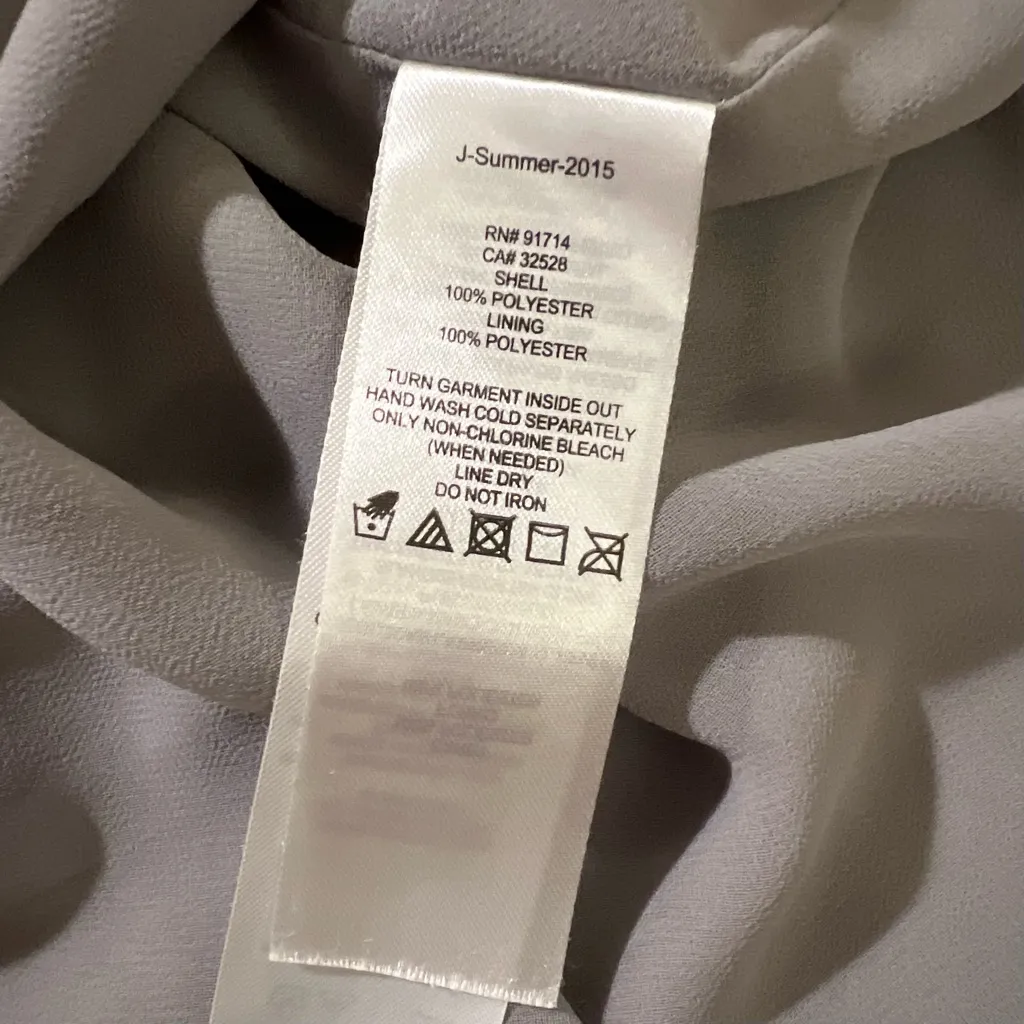 J-Summer-2015
RN# 91714
CA# 32528
SHELL
100% POLYESTER
LINING
100% POLYESTER
TURN GARMENT INSIDE OUT
HAND WASH COLD SEPARATELY
ONLY NON-CHLORINE BLEACH
(WHEN NEEDED)
LINE DRY
DO NOT IRON